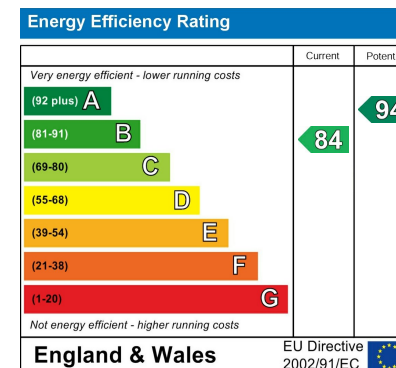 Energy Efficiency Rating
Current Potent
Very energy efficient - lower running costs
(92 plus) A
94
(81-91) B
84
(69-80) C
(55-68) D
(39-54) E
(21-38) F
(1-20) G
Not energy efficient - higher running costs
England & Wales
EU Directive
2002/91/EC